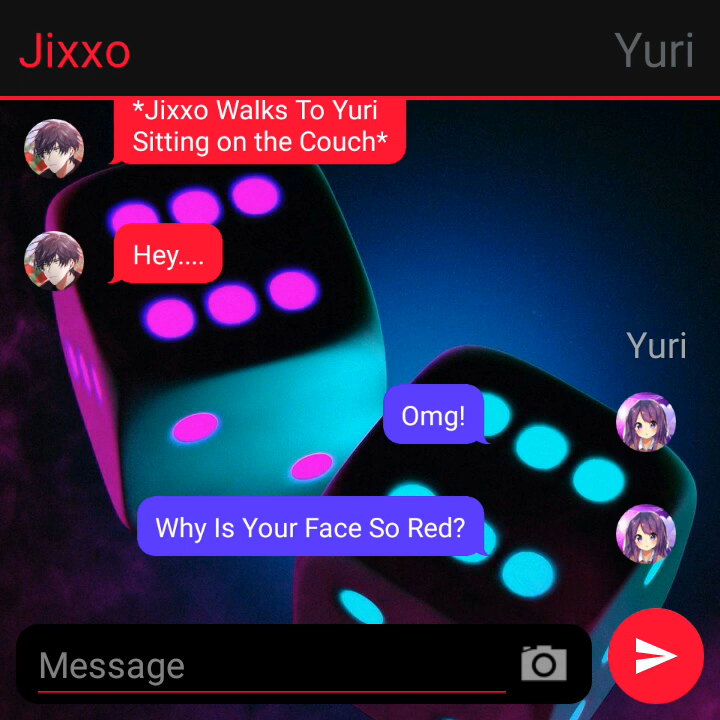 Jixxo
Yuri
*Jixxo Walks To Yuri
Sitting on the Couch*
Hey....
Yuri
Omg!
Why Is Your Face So Red?
Message